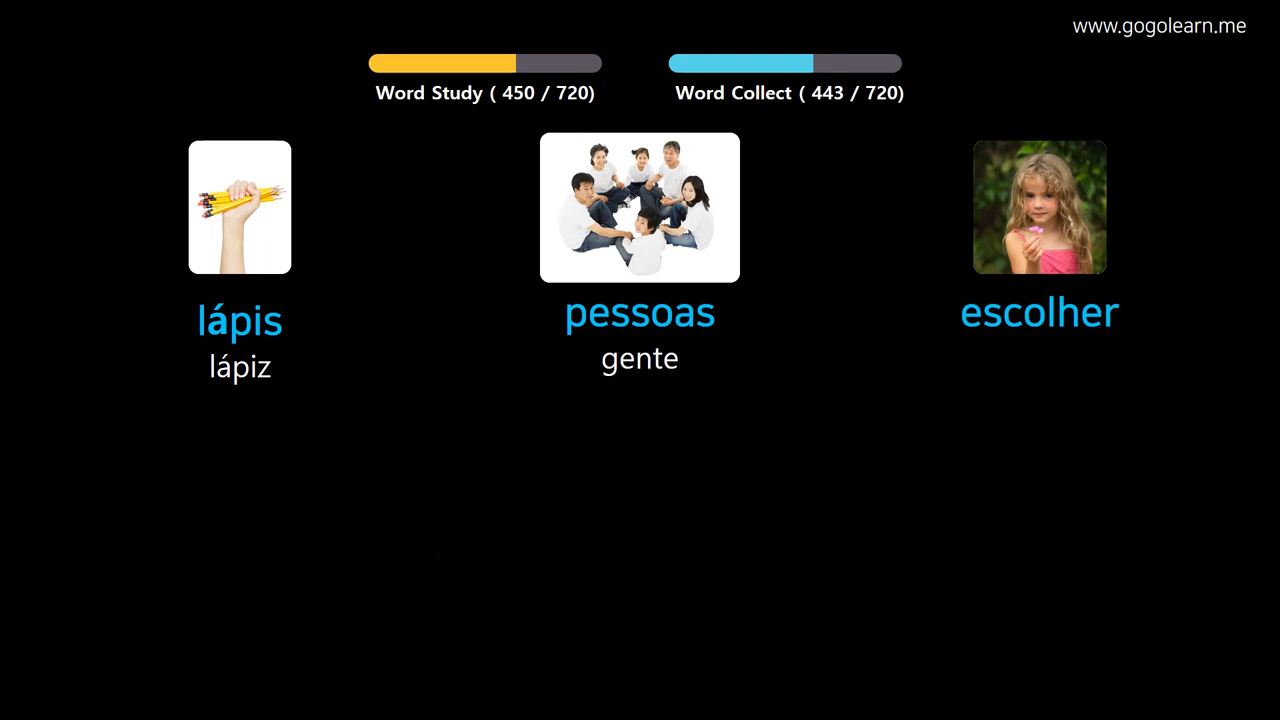 www.gogolearn.me
Word Study ( 450 / 720)
Word Collect ( 443 / 720)
lápis
lápiz
pessoas
gente
escolher